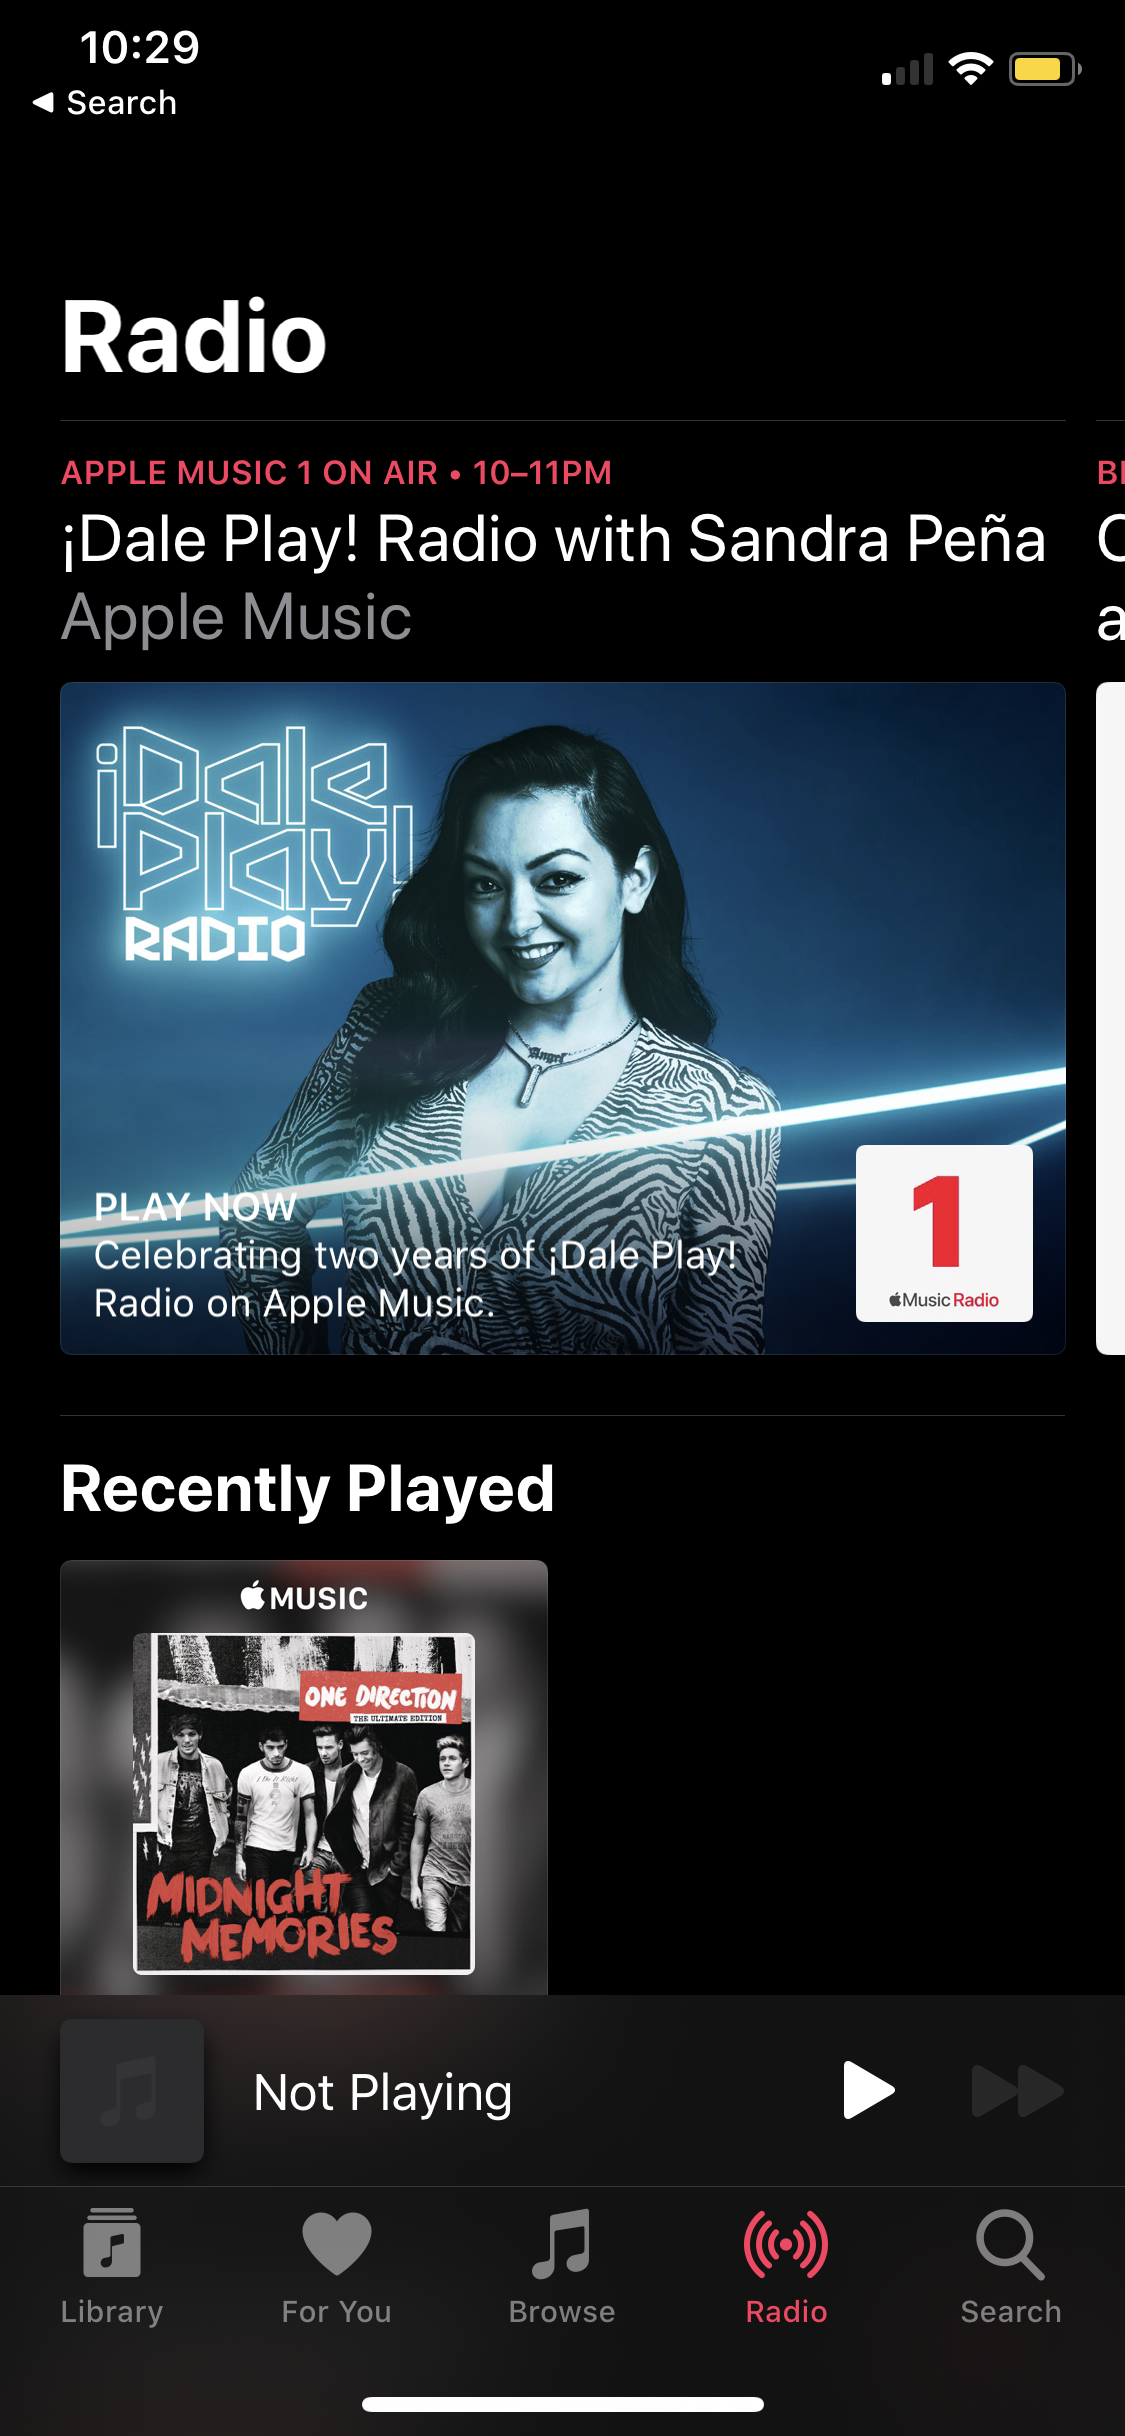 10:29
Search
Radio
APPLE MUSIC 1 ON AIR • 10–11PM
¡Dale Play! Radio with Sandra Peña
Apple Music
¡Dale
Play!
RADIO
Angel
PLAY NOW
Celebrating two years of ¡Dale Play!
Radio on Apple Music.
1
Music Radio
Recently Played
MUSIC
ONE DIRECTION
THE ULTIMATE EDITION
MIDNIGHT
MEMORIES
Not Playing
Library
For You
Browse
Radio
Search